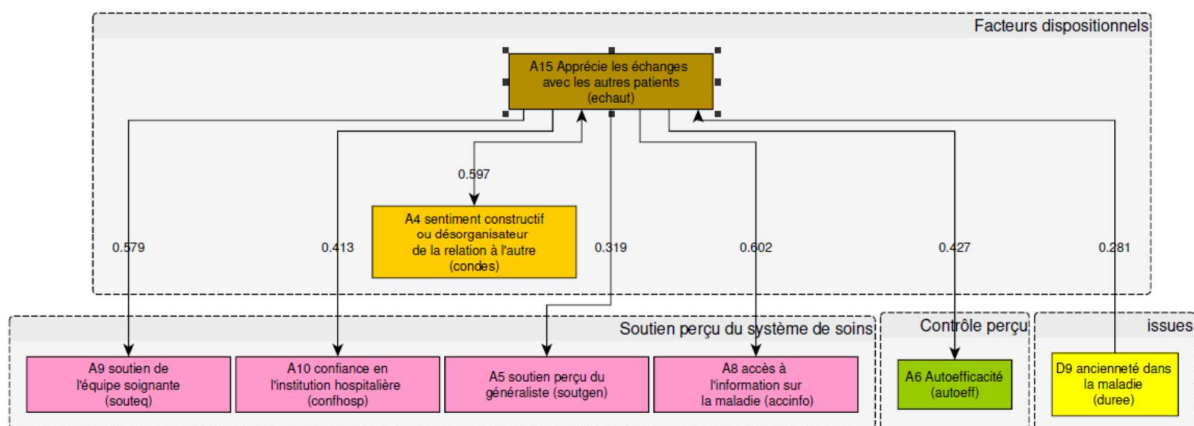 Facteurs dispositionnels
A15 Apprécie les échanges
avec les autres patients
(echaut)
0.597
A4 sentiment constructif
ou désorganisateur
de la relation à l'autre
(condes)
0.579
0.413
0.319
0.602
0.427
0.281
Soutien perçu du système de soins
A9 soutien de
l'équipe soignante
(souteq)
A10 confiance en
l'institution hospitalière
(confhosp)
A5 soutien perçu du
généraliste (soutgen)
A8 accès à
l'information sur
la maladie (accinfo)
Contrôle perçu
A6 Autoefficacité
(autoeff)
issues
D9 ancienneté dans
la maladie
(duree)